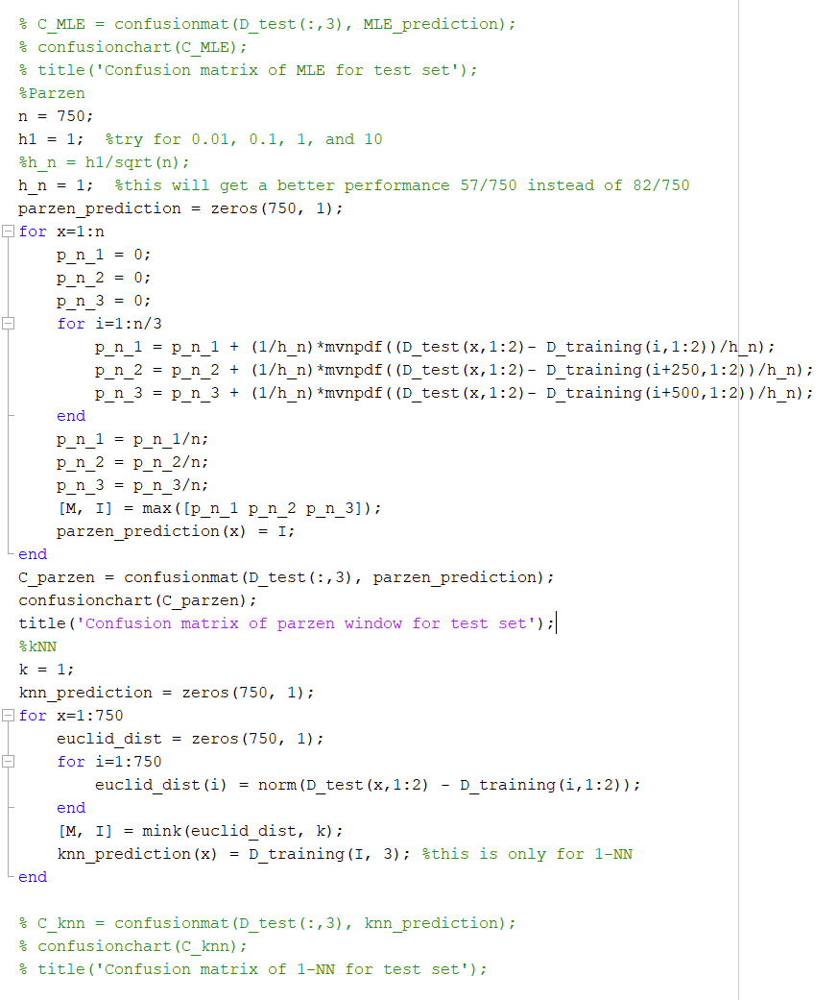 % C_MLE = confusionmat(D_test(:,3), MLE_prediction);
% confusionchart(C_MLE);
% title('Confusion matrix of MLE for test set');
%Parzen
n = 750;
h1 = 1;  %try for 0.01, 0.1, 1, and 10
%h_n = h1/sqrt(n);
h_n = 1;  %this will get a better performance 57/750 instead of 82/750
parzen_prediction = zeros(750, 1);
for x=1:n
    p_n_1 = 0;
    p_n_2 = 0;
    p_n_3 = 0;
    for i=1:n/3
        p_n_1 = p_n_1 + (1/h_n)*mvnpdf((D_test(x,1:2)- D_training(i,1:2))/h_n);
        p_n_2 = p_n_2 + (1/h_n)*mvnpdf((D_test(x,1:2)- D_training(i+250,1:2))/h_n);
        p_n_3 = p_n_3 + (1/h_n)*mvnpdf((D_test(x,1:2)- D_training(i+500,1:2))/h_n);
    end
    p_n_1 = p_n_1/n;
    p_n_2 = p_n_2/n;
    p_n_3 = p_n_3/n;
    [M, I] = max([p_n_1 p_n_2 p_n_3]);
    parzen_prediction(x) = I;
end
C_parzen = confusionmat(D_test(:,3), parzen_prediction);
confusionchart(C_parzen);
title('Confusion matrix of parzen window for test set');
%kNN
k = 1;
knn_prediction = zeros(750, 1);
for x=1:750
    euclid_dist = zeros(750, 1);
    for i=1:750
        euclid_dist(i) = norm(D_test(x,1:2) - D_training(i,1:2));
    end
    [M, I] = mink(euclid_dist, k);
    knn_prediction(x) = D_training(I, 3); %this is only for 1-NN
end
% C_knn = confusionmat(D_test(:,3), knn_prediction);
% confusionchart(C_knn);
% title('Confusion matrix of 1-NN for test set');